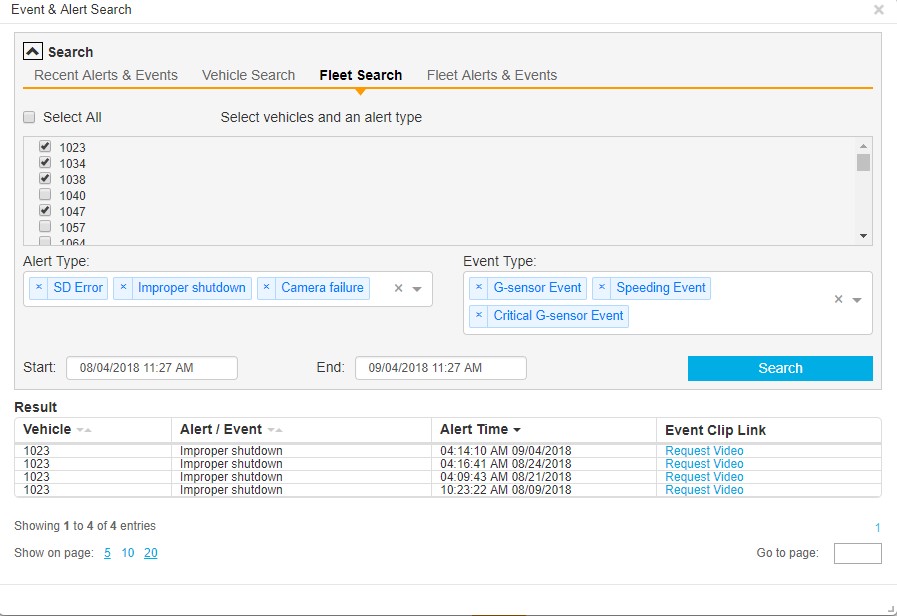 Event & Alert Search
Search
Recent Alerts & Events Vehicle Search Fleet Search Fleet Alerts & Events
Select All Select vehicles and an alert type
1023
1034
1038
1040
1047
1057
1064
Alert Type: Event Type:
× SD Error × Improper shutdown × Camera failure × × G-sensor Event × Speeding Event ×
× Critical G-sensor Event
Start: 08/04/2018 11:27 AM End: 09/04/2018 11:27 AM Search
Result
Vehicle Alert / Event Alert Time Event Clip Link
1023 Improper shutdown 04:14:10 AM 09/04/2018 Request Video
1023 Improper shutdown 04:16:41 AM 08/24/2018 Request Video
1023 Improper shutdown 04:09:43 AM 08/21/2018 Request Video
1023 Improper shutdown 10:23:22 AM 08/09/2018 Request Video
Showing 1 to 4 of 4 entries 1
Show on page: 5 10 20 Go to page: